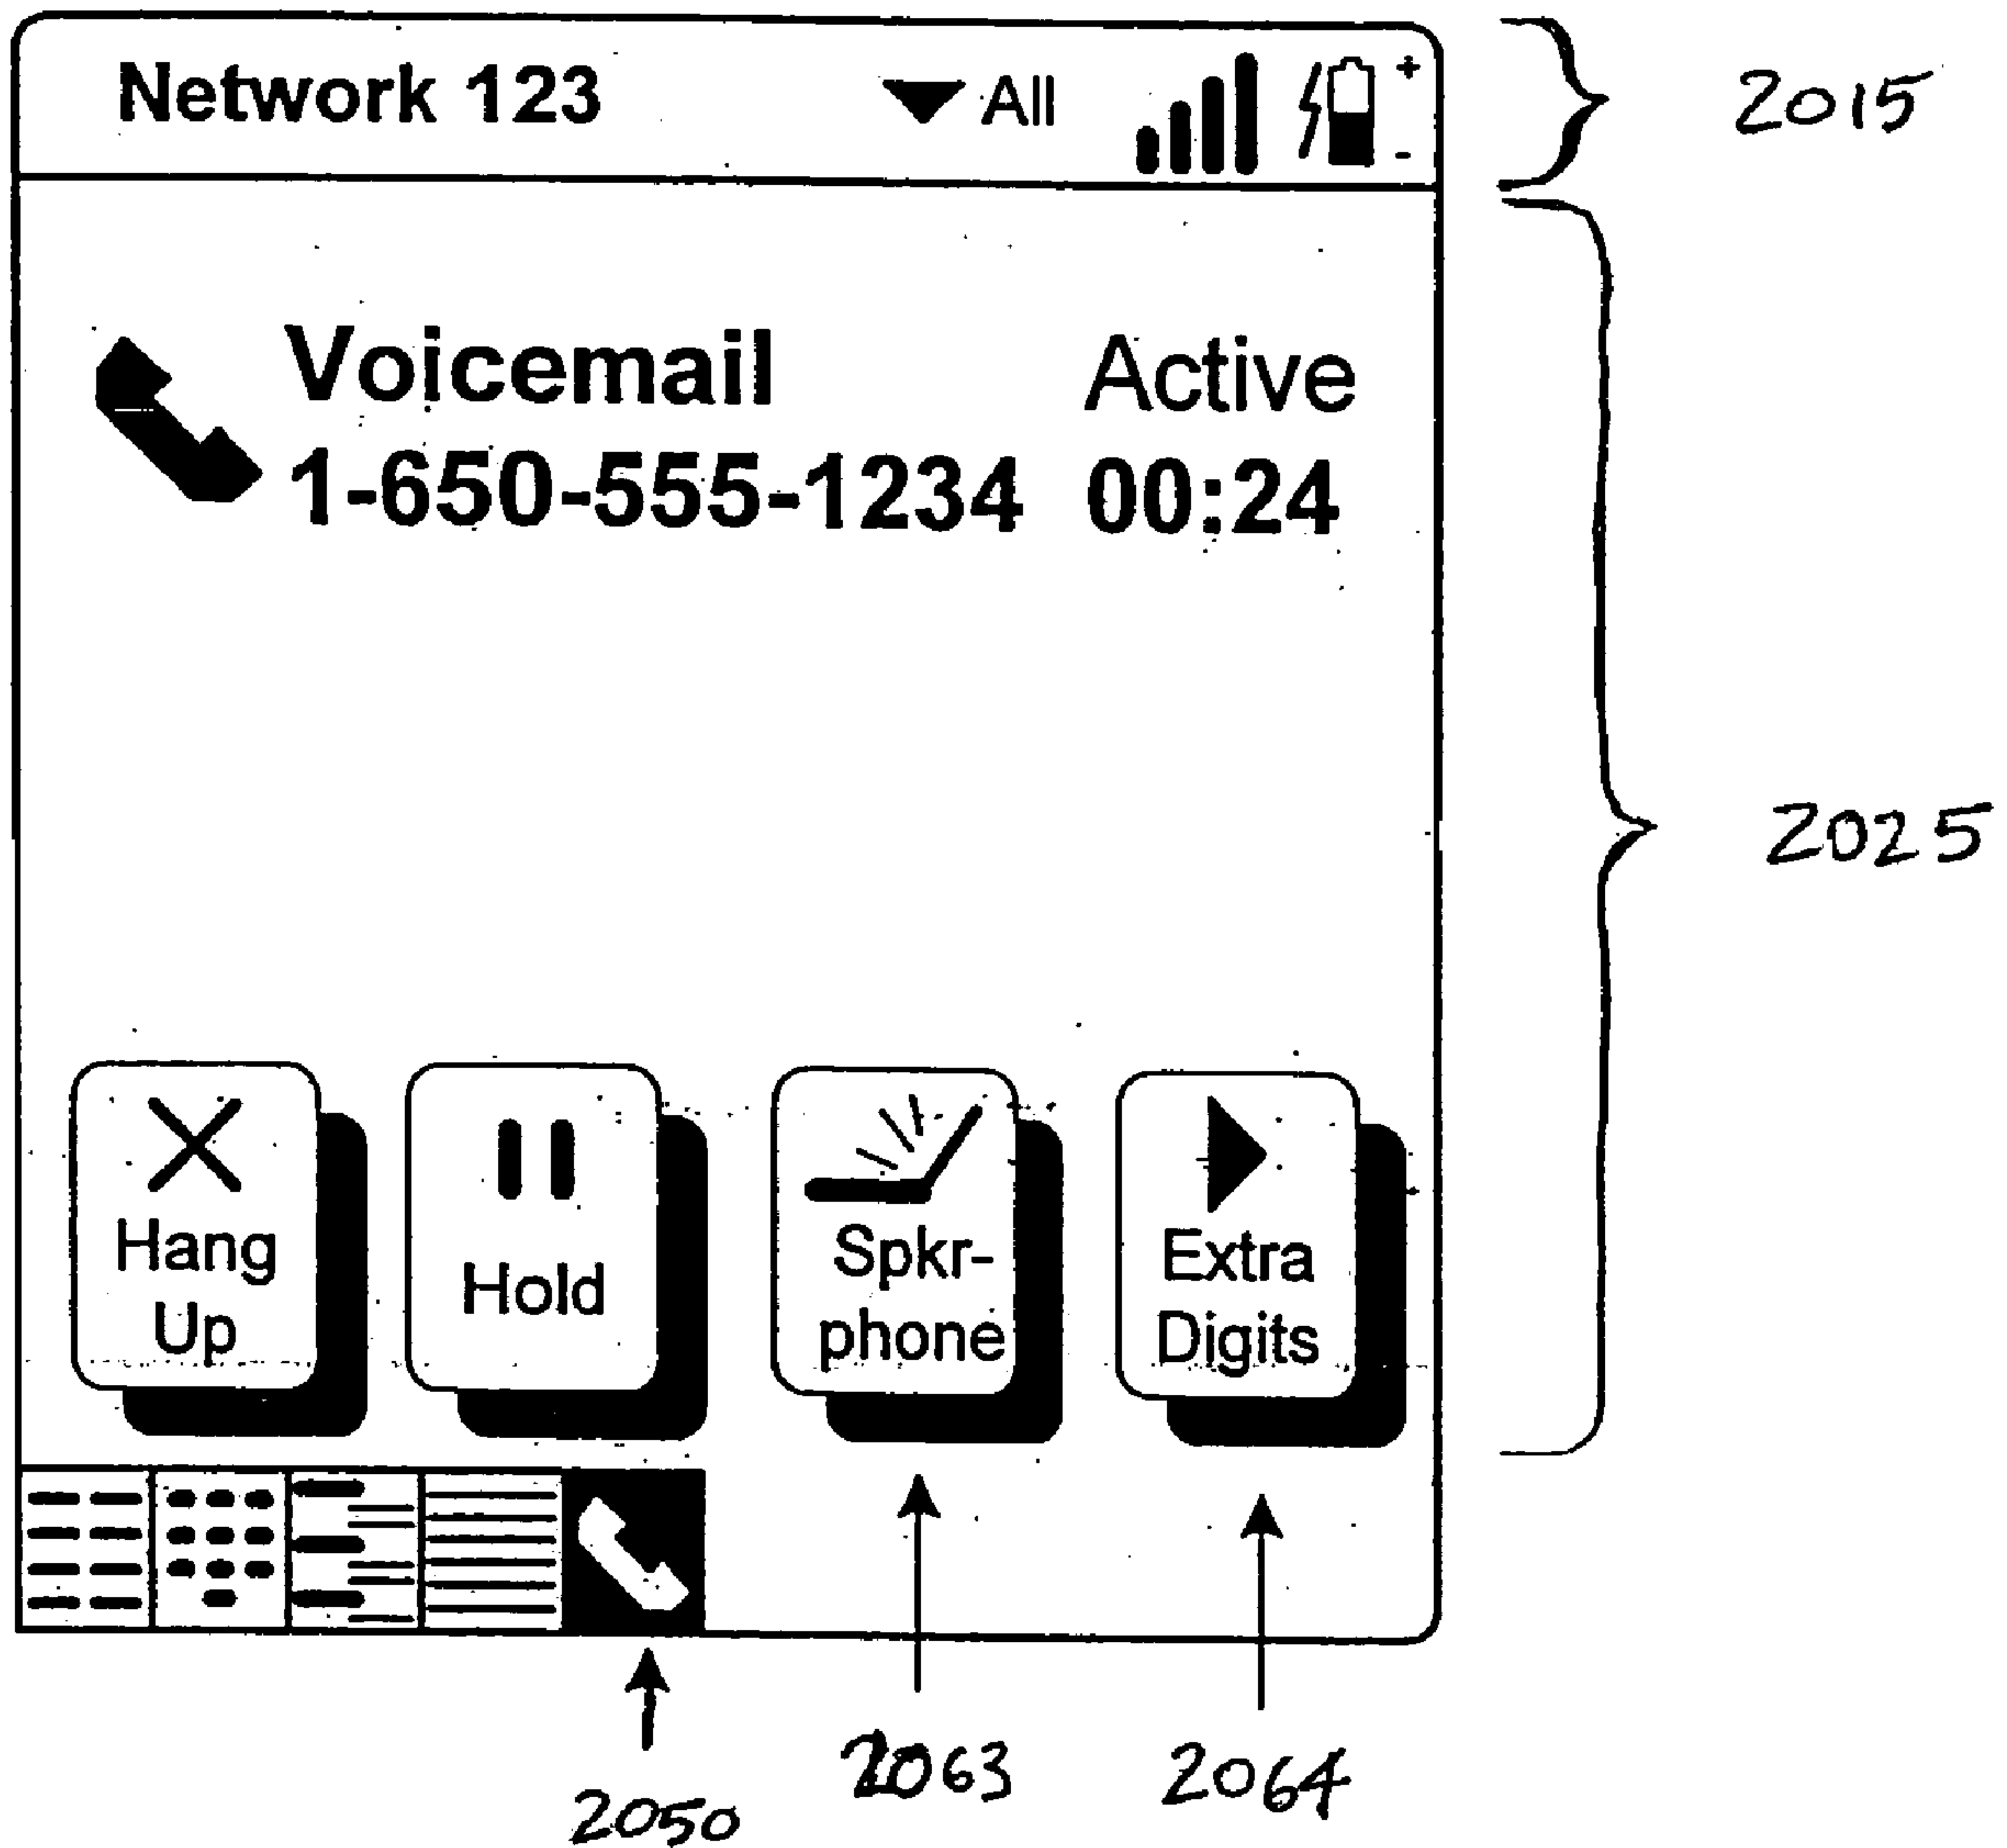 Network 123 All + -
2015
Voicemail Active
1-650-555-1234 00:24
2025
Hang Up
Hold
Spkr-phone
Extra Digits
2050
2063
2064